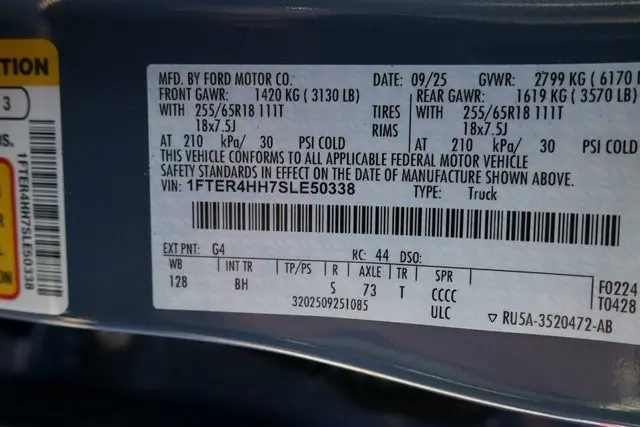 TION
3
US.
1FTER4HH7SLE50338
MFD. BY FORD MOTOR CO. DATE: 09/25 GVWR: 2799 KG ( 6170 L
FRONT GAWR: 1420 KG ( 3130 LB) REAR GAWR: 1619 KG ( 3570 LB)
WITH 255/65R18 111T TIRES WITH 255/65R18 111T
18x7.5J RIMS 18x7.5J
AT 210 kPa/ 30 PSI COLD AT 210 kPa/ 30 PSI COLD
THIS VEHICLE CONFORMS TO ALL APPLICABLE FEDERAL MOTOR VEHICLE
SAFETY STANDARDS IN EFFECT ON THE DATE OF MANUFACTURE SHOWN ABOVE.
VIN: 1FTER4HH7SLE50338 TYPE: Truck
EXT PNT: G4 RC: 44 DSO:
WB INT TR TP/PS R AXLE TR SPR
128 BH S 73 T CCCC
3202509251085 ULC
F0224
T0428
▽ RU5A-3520472-AB